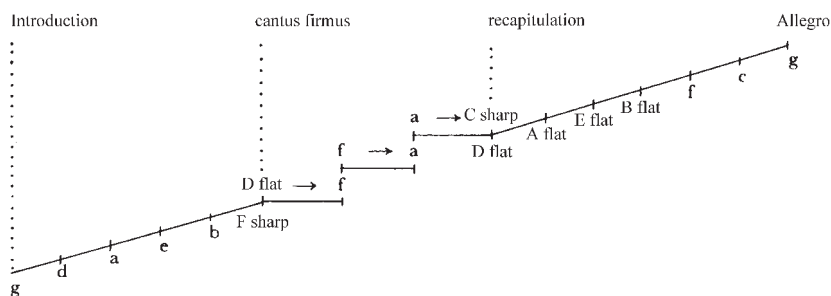 Introduction cantus firmus recapitulation Allegro
g
c
f
B flat
E flat
A flat
a → C sharp
D flat
f → a
D flat → f
F sharp
b
e
a
d
g